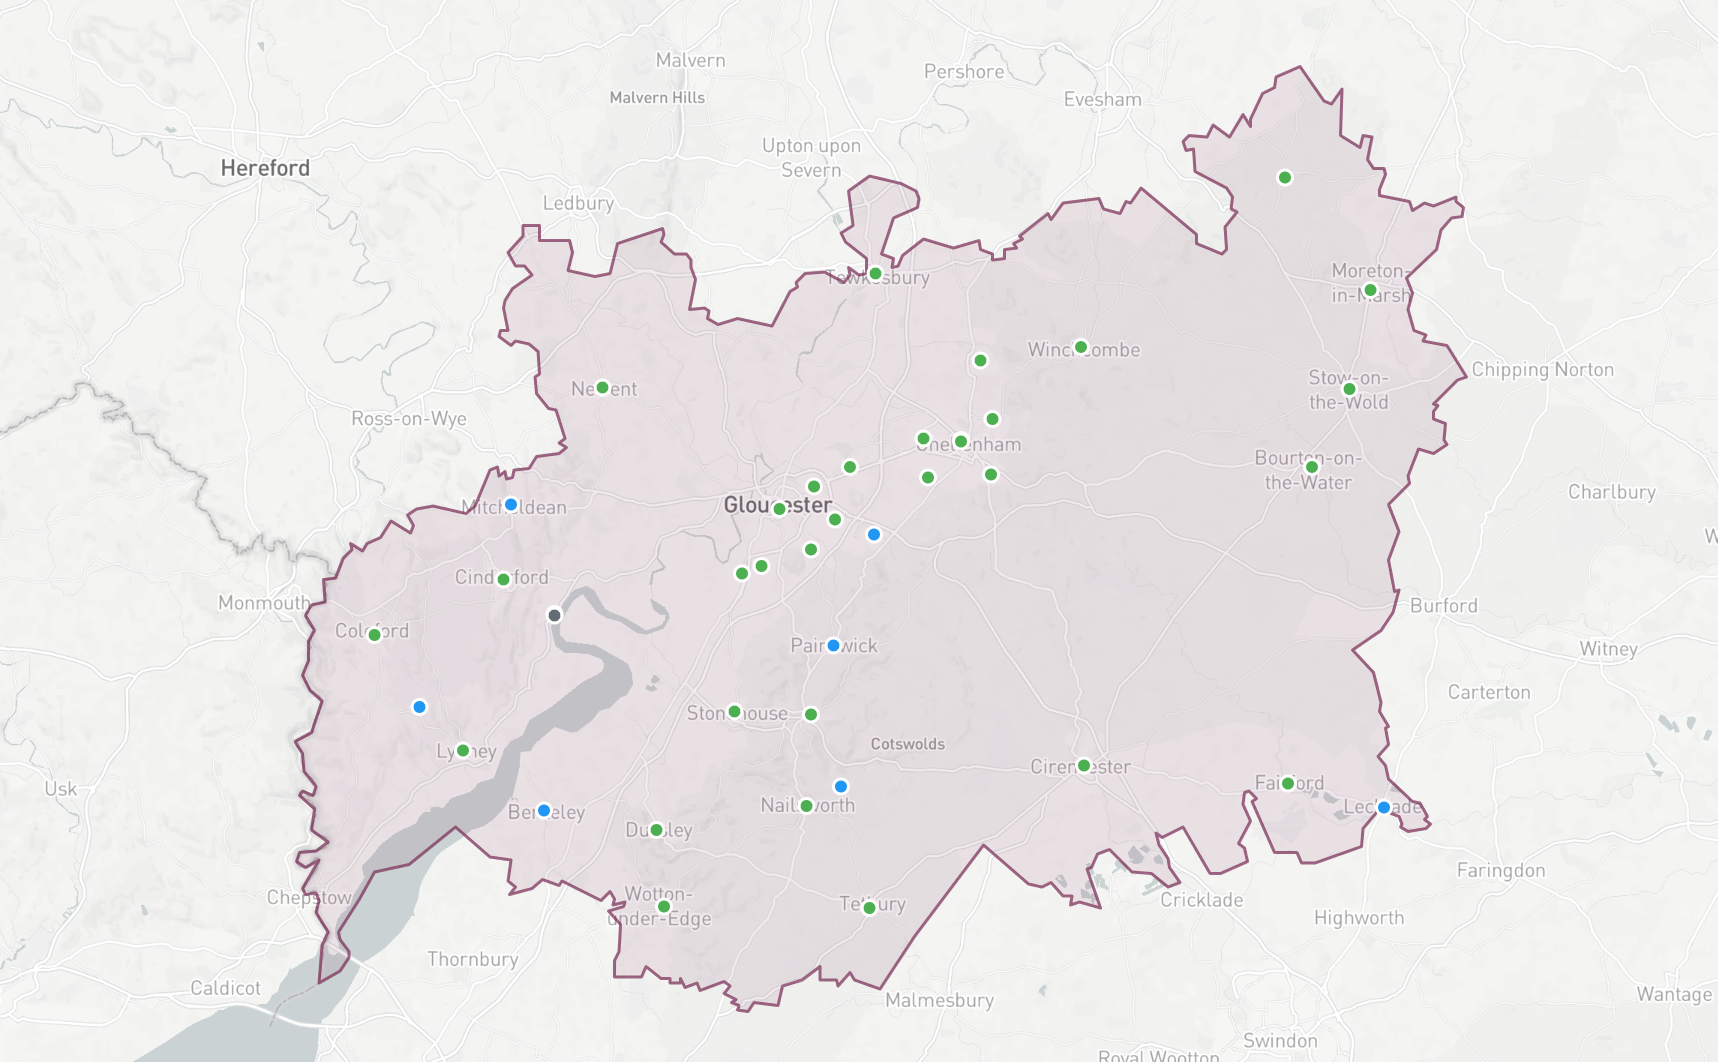 Malvern
Pershore
Malvern Hills
Evesham
Upton upon
Severn
Hereford
Ledbury
Tewkesbury
Moreton-
in-Marsh
Winchcombe
Chipping Norton
Stow-on-
the-Wold
Newent
Ross-on-Wye
Cheltenham
Bourton-on-
the-Water
Charlbury
Mitcheldean
Gloucester
W
Cinderford
Monmouth
Burford
Coleford
Painswick
Witney
Carterton
Stonehouse
Cotswolds
Lydney
Cirencester
Usk
Fairford
Berkeley
Nailsworth
Lechlade
Dursley
Faringdon
Chepstow
Wotton-
under-Edge
Tetbury
Cricklade
Highworth
Thornbury
Caldicot
Malmesbury
Wantage
Swindon
Royal Wootton